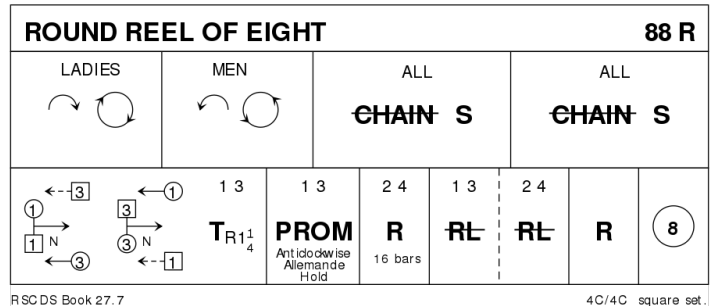 ROUND REEL OF EIGHT 88 R
LADIES MEN ALL ALL
CHAIN S CHAIN S
1 3 1 3 2 4 1 3 2 4
3 1
1 3
T R1 1 4 PROM R RL RL R 8
1 N 3 N
Anticlockwise
Allemande
Hold
16 bars
3 1
RSCDS Book 27.7 4C/4C square set.